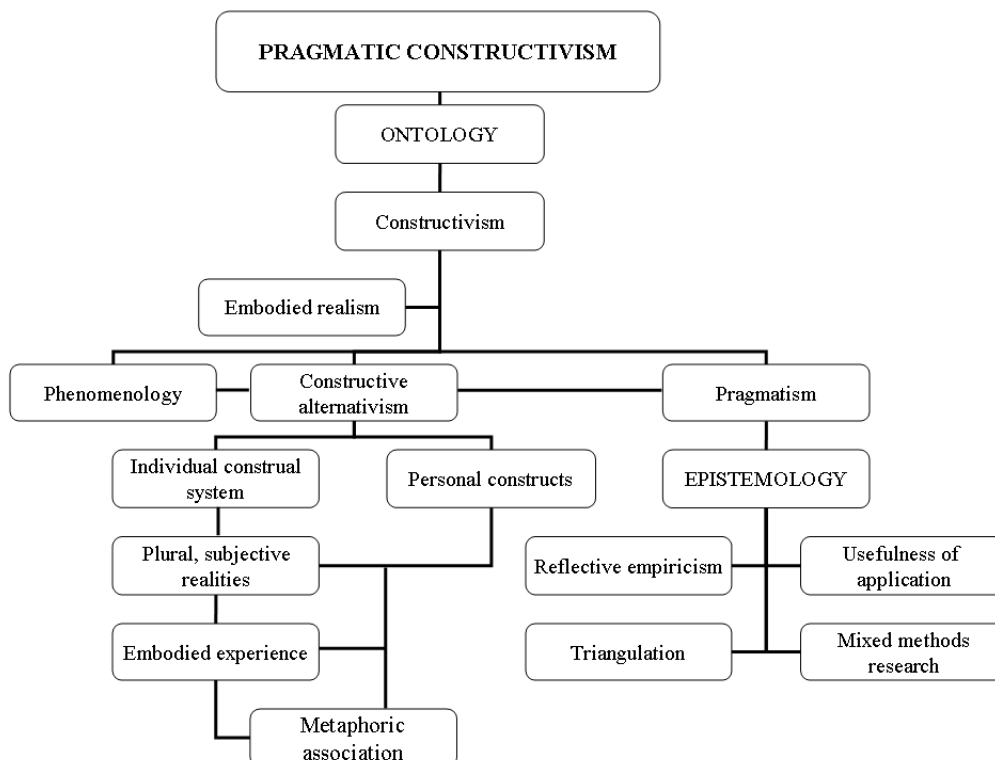 PRAGMATIC CONSTRUCTIVISM
ONTOLOGY
Constructivism
Embodied realism
Phenomenology
Constructive
alternativism
Pragmatism
Individual construal
system
Personal constructs
EPISTEMOLOGY
Plural, subjective
realities
Reflective empiricism
Usefulness of
application
Embodied experience
Triangulation
Mixed methods
research
Metaphoric
association